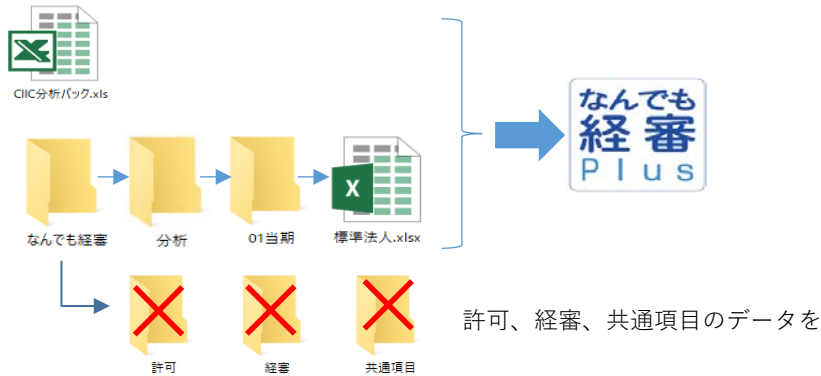 CIIC分析パック.xls
なんでも
経審
Plus
なんでも経審
分析
01当期
標準法人.xlsx
許可、経審、共通項目のデータを
許可
経審
共通項目